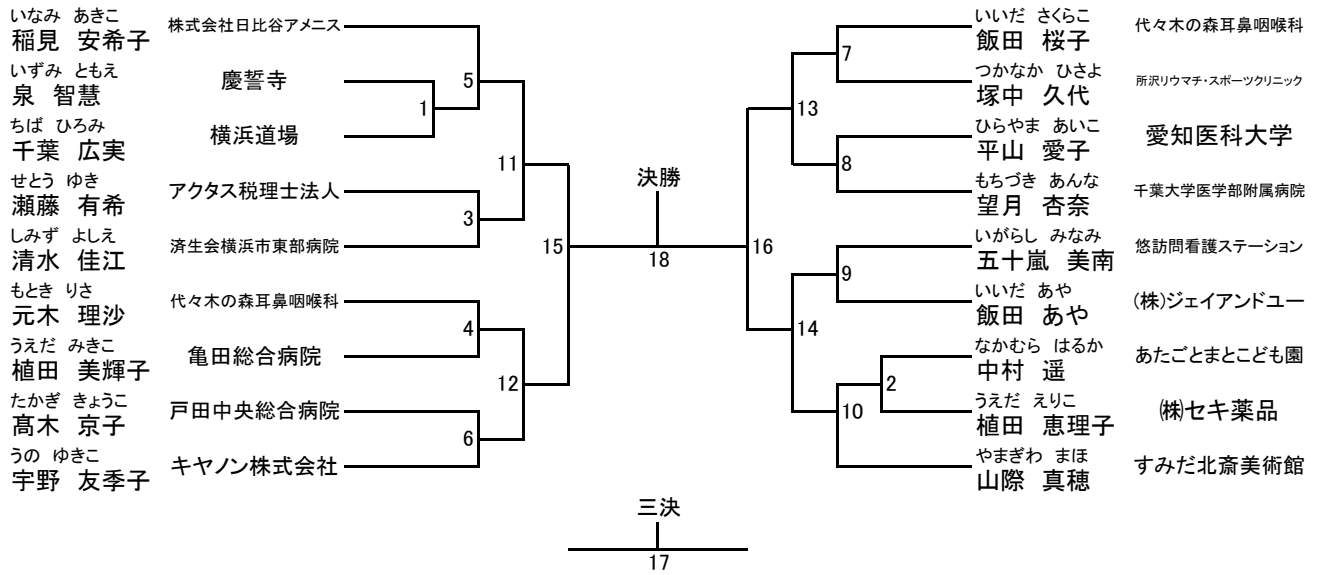 いなみ あきこ
稲見 安希子 株式会社日比谷アメニス
いずみ ともえ
泉 智慧 慶誓寺
ちば ひろみ
千葉 広実 横浜道場
せとう ゆき
瀬藤 有希 アクタス税理士法人
しみず よしえ
清水 佳江 済生会横浜市東部病院
もとき りさ
元木 理沙 代々木の森耳鼻咽喉科
うえだ みきこ
植田 美輝子 亀田総合病院
たかぎ きょうこ
髙木 京子 戸田中央総合病院
うの ゆきこ
宇野 友季子 キヤノン株式会社
5
1
11
3
15
4
12
6
決勝
18
三決
17
7
13
8
16
9
14
2
10
いいだ さくらこ
飯田 桜子 代々木の森耳鼻咽喉科
つかなか ひさよ
塚中 久代 所沢リウマチ・スポーツクリニック
ひらやま あいこ
平山 愛子 愛知医科大学
もちづき あんな
望月 杏奈 千葉大学医学部附属病院
いがらし みなみ
五十嵐 美南 悠訪問看護ステーション
いいだ あや
飯田 あや (株)ジェイアンドユー
なかむら はるか
中村 遥 あたごとまとこども園
うえだ えりこ
植田 恵理子 ㈱セキ薬品
やまぎわ まほ
山際 真穂 すみだ北斎美術館